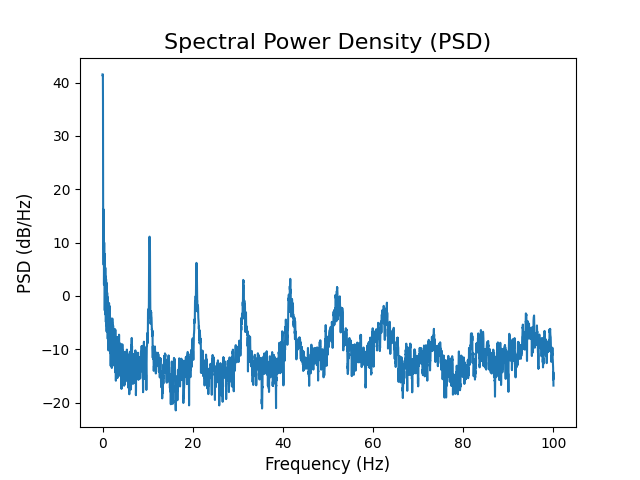 Spectral Power Density (PSD)
40
30
20
10
0
−10
−20
PSD (dB/Hz)
0 20 40 60 80 100
Frequency (Hz)